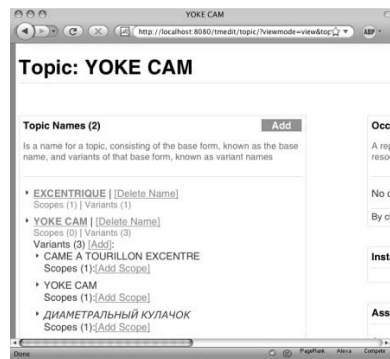 YOKE CAM
http://localhost:8080/tmedit/topic/?viewmode=view&top
ABP
Topic: YOKE CAM
Topic Names (2)
Add
Is a name for a topic, consisting of the base form, known as the base
name, and variants of that base form, known as variant names
EXCENTRIQUE | [Delete Name]
Scopes (1) | Variants (1)
YOKE CAM | [Delete Name]
Scopes (0) | Variants (3)
Variants (3) [Add]:
CAME A TOURILLON EXCENTRE
Scopes (1):[Add Scope]
YOKE CAM
Scopes (1):[Add Scope]
ДИАМЕТРАЛЬНЫЙ КУЛАЧОК
Scopes (1):[Add Scope]
Occ
A rep
reso
No o
By cl
Inst
Ass
Done
PageRank Alexa Compete